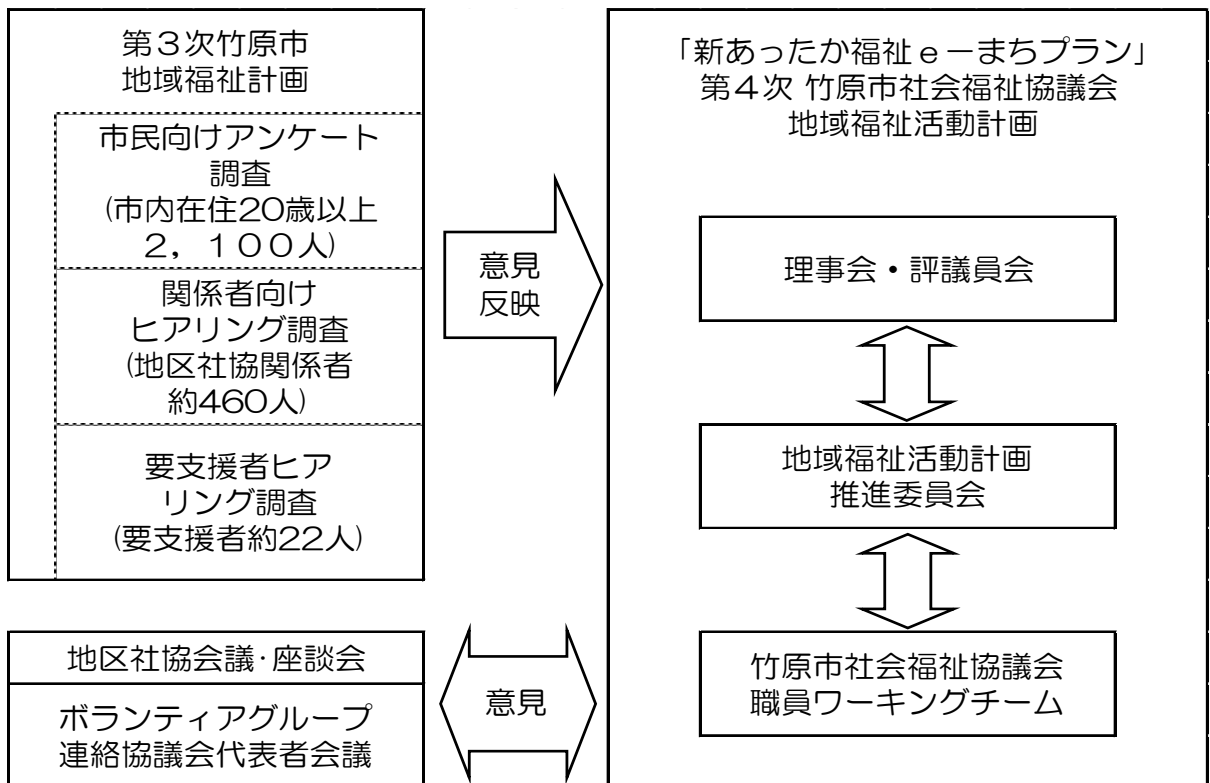 第３次竹原市
地域福祉計画
市民向けアンケート
調査
(市内在住20歳以上
２，１００人)
関係者向け
ヒアリング調査
(地区社協関係者
約460人)
要支援者ヒア
リング調査
(要支援者約22人)
意見
反映
「新あったか福祉ｅ－まちプラン」
第４次 竹原市社会福祉協議会
地域福祉活動計画
理事会・評議員会
地域福祉活動計画
推進委員会
竹原市社会福祉協議会
職員ワーキングチーム
地区社協会議･座談会
ボランティアグループ
連絡協議会代表者会議
意見